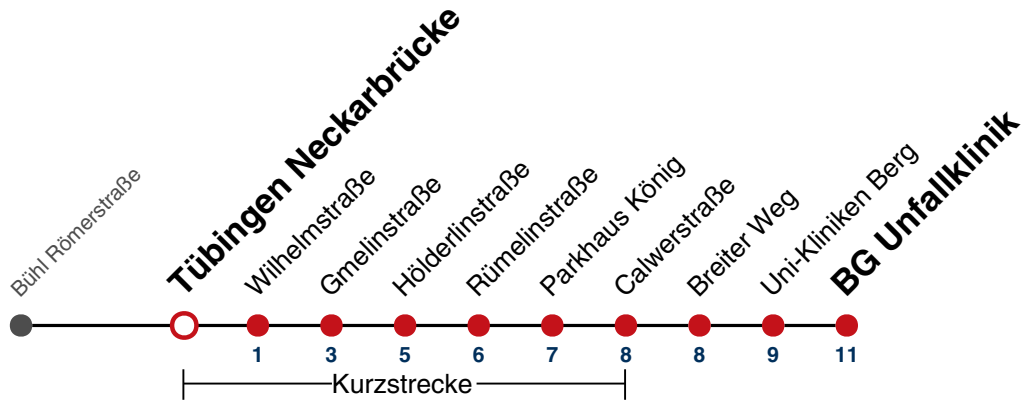 Bühl Römerstraße
Tübingen Neckarbrücke
Wilhelmstraße
Gmelinstraße
Hölderlinstraße
Rümelinstraße
Parkhaus König
Calwerstraße
Breiter Weg
Uni-Kliniken Berg
BG Unfallklinik
1 3 5 6 7 8 8 9 11
Kurzstrecke